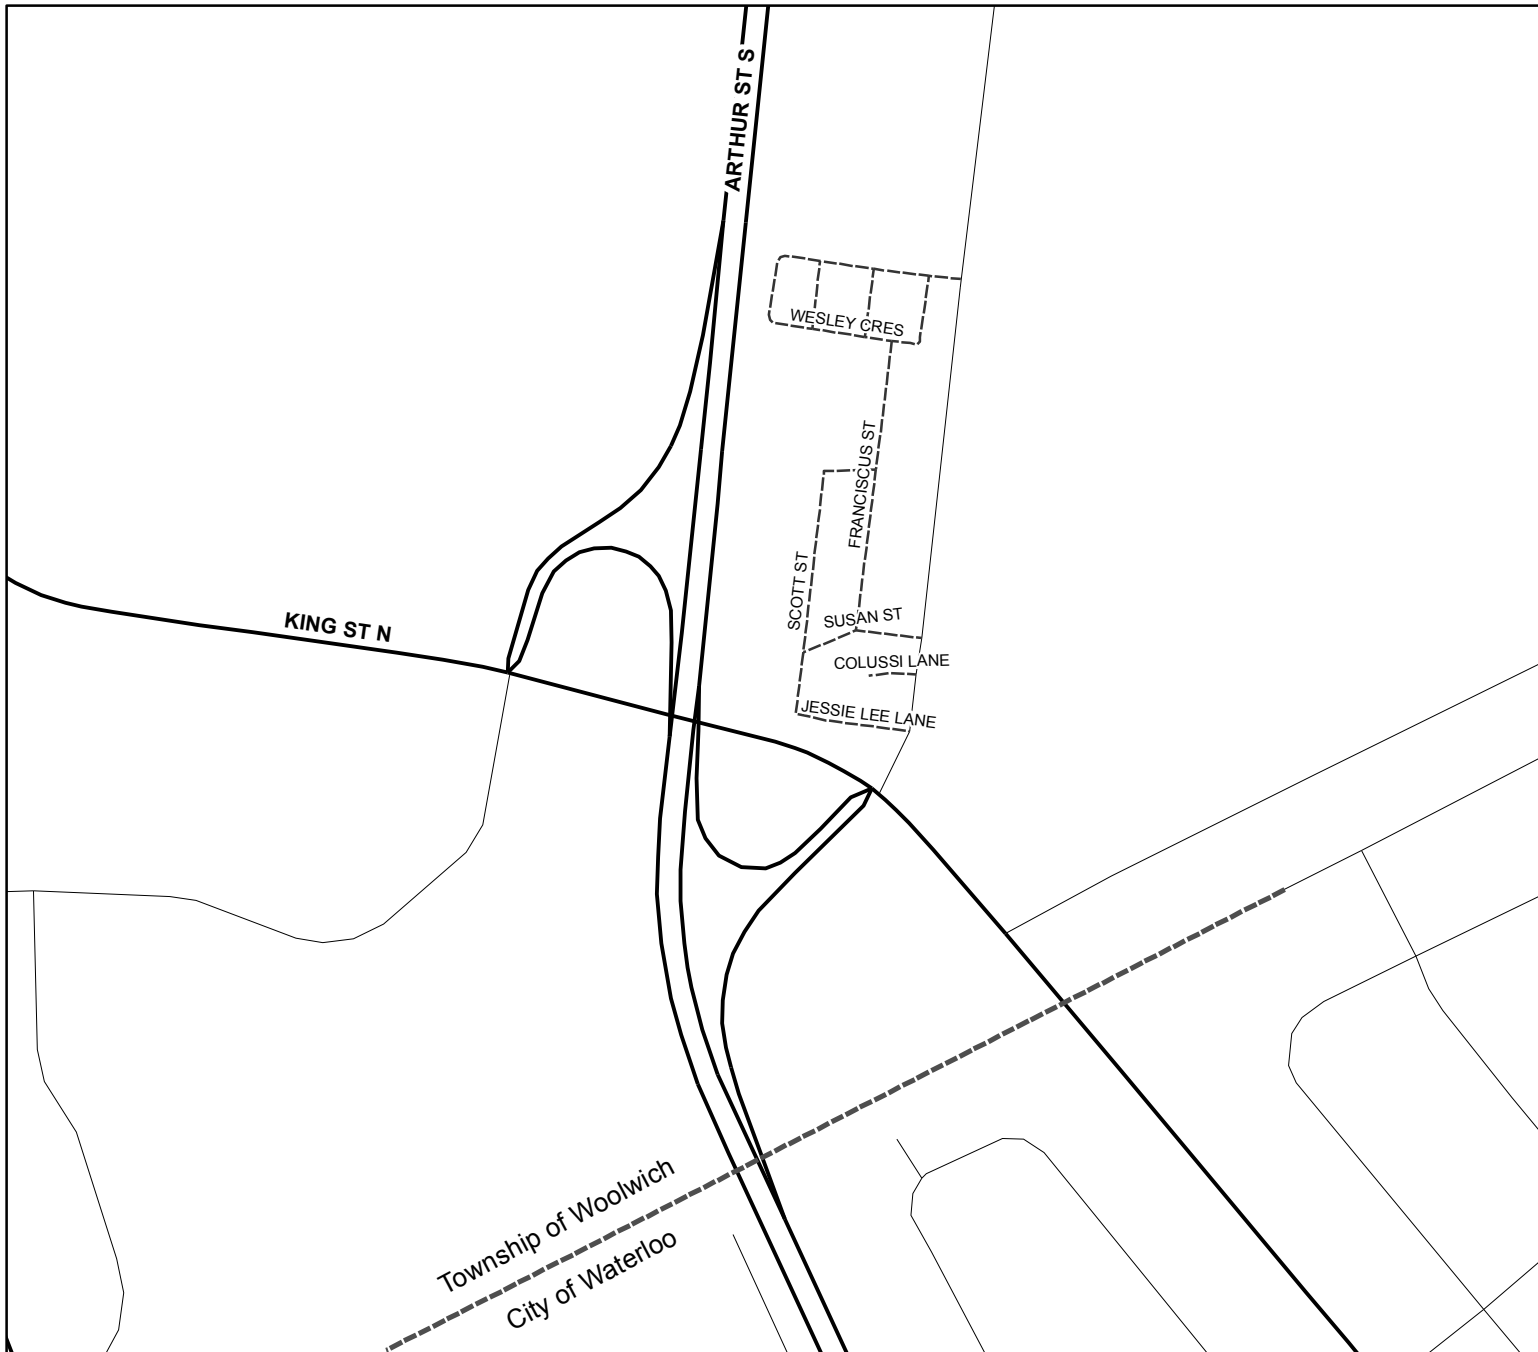 ARTHUR ST S
WESLEY CRES
FRANCISCUS ST
SCOTT ST
SUSAN ST
KING ST N
COLUSSI LANE
JESSIE LEE LANE
Township of Woolwich
City of Waterloo